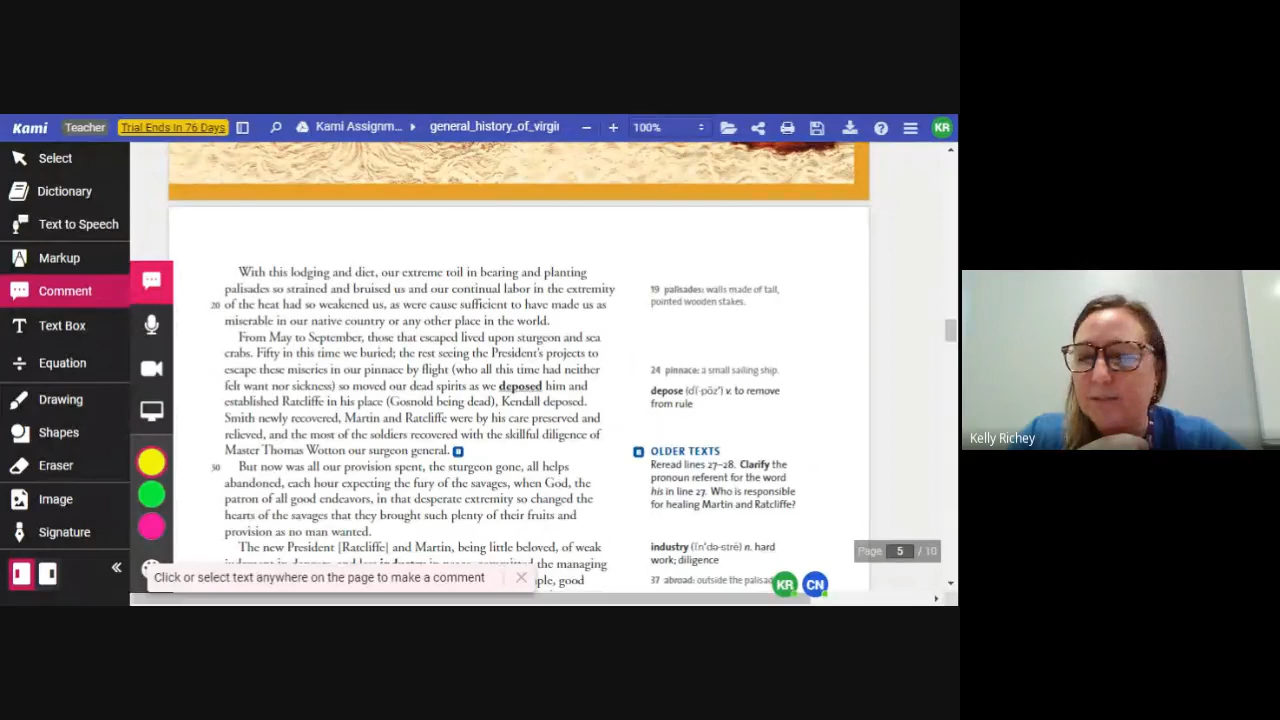 Kami Teacher Trial Ends In 76 Days Kami Assignm... general_history_of_virgir 100% KR
Select
Dictionary
Text to Speech
Markup
Comment
Text Box
Equation
Drawing
Shapes
Eraser
Image
Signature
With this lodging and diet, our extreme toil in bearing and planting
palisades so strained and bruised us and our continual labor in the extremity
20 of the heat had so weakened us, as were cause sufficient to have made us as
miserable in our native country or any other place in the world.
From May to September, those that escaped lived upon sturgeon and sea
crabs. Fifty in this time we buried; the rest seeing the President's projects to
escape these miseries in our pinnace by flight (who all this time had neither
felt want nor sickness) so moved our dead spirits as we deposed him and
established Ratcliffe in his place (Gosnold being dead), Kendall deposed.
Smith newly recovered, Martin and Ratcliffe were by his care preserved and
relieved, and the most of the soldiers recovered with the skillful diligence of
Master Thomas Wotton our surgeon general.
30 But now was all our provision spent, the sturgeon gone, all helps
abandoned, each hour expecting the fury of the savages, when God, the
patron of all good endeavors, in that desperate extremity so changed the
hearts of the savages that they brought such plenty of their fruits and
provision as no man wanted.
The new President [Ratcliffe] and Martin, being little beloved, of weak
judgment in dangers, and less industry in peace, committed the managing
ple, good
19 palisades: walls made of tall,
pointed wooden stakes.
24 pinnace: a small sailing ship.
depose (dĭ-pōz') v. to remove
from rule
OLDER TEXTS
Reread lines 27–28. Clarify the
pronoun referent for the word
his in line 27. Who is responsible
for healing Martin and Ratcliffe?
industry (ĭn'də-strē) n. hard
work; diligence
37 abroad: outside the palisad
Page 5 / 10
Click or select text anywhere on the page to make a comment
KR CN
Kelly Richey